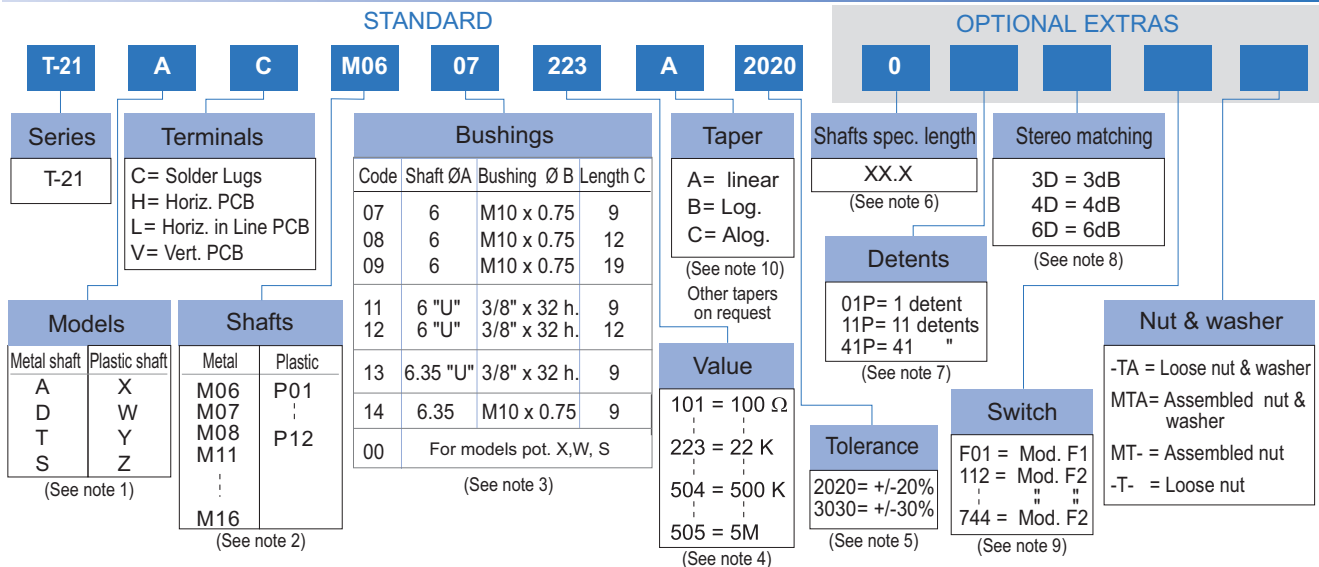 STANDARD
OPTIONAL EXTRAS
T-21 A C M06 07 223 A 2020 0
Series
T-21
Terminals
C= Solder Lugs
H= Horiz. PCB
L= Horiz. in Line PCB
V= Vert. PCB
Bushings
Code Shaft ØA Bushing Ø B Length C
07 6 M10 x 0.75 9
08 6 M10 x 0.75 12
09 6 M10 x 0.75 19
11 6 "U" 3/8" x 32 h. 9
12 6 "U" 3/8" x 32 h. 12
13 6.35 "U" 3/8" x 32 h. 9
14 6.35 M10 x 0.75 9
00 For models pot. X,W, S
(See note 3)
Taper
A= linear
B= Log.
C= Alog.
(See note 10)
Other tapers
on request
Shafts spec. length
XX.X
(See note 6)
Stereo matching
3D = 3dB
4D = 4dB
6D = 6dB
(See note 8)
Detents
01P= 1 detent
11P= 11 detents
41P= 41 "
(See note 7)
Models
Metal shaft Plastic shaft
A X
D W
T Y
S Z
(See note 1)
Shafts
Metal Plastic
M06 P01
M07
M08 P12
M11
M16
(See note 2)
Value
101 = 100 Ω
223 = 22 K
504 = 500 K
505 = 5M
(See note 4)
Tolerance
2020= +/-20%
3030= +/-30%
(See note 5)
Switch
F01 = Mod. F1
112 = Mod. F2
" "
744 = Mod. F2
(See note 9)
Nut & washer
-TA = Loose nut & washer
MTA= Assembled nut &
washer
MT- = Assembled nut
-T- = Loose nut